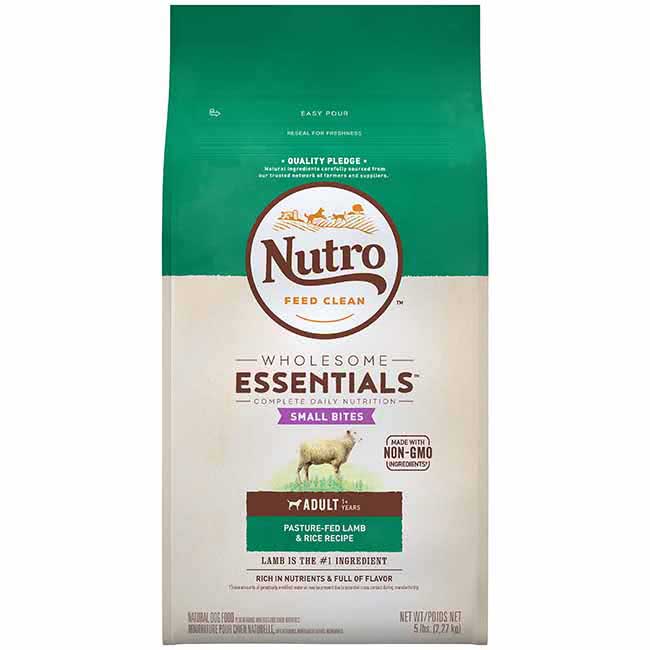 EASY POUR
RESEAL FOR FRESHNESS
• QUALITY PLEDGE •
Natural ingredients carefully sourced from
our trusted network of farmers and suppliers.
Nutro
FEED CLEAN
™
WHOLESOME
ESSENTIALS™
COMPLETE DAILY NUTRITION
SMALL BITES
MADE WITH
NON-GMO
INGREDIENTS†
ADULT 1+ YEARS
PASTURE-FED LAMB
& RICE RECIPE
LAMB IS THE #1 INGREDIENT
RICH IN NUTRIENTS & FULL OF FLAVOR
NATURAL DOG FOOD
NOURRITURE POUR CHIEN NATURELLE,
NET WT/POIDS NET
5 lbs. (2,27 kg)